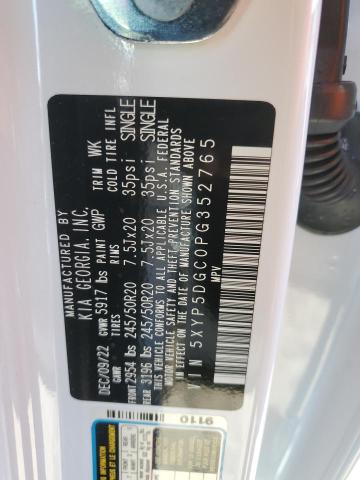 MANUFACTURED BY
KIA GEORGIA, INC.
DEC/09/22 GVWR 5917 lbs PAINT GWP TRIM WK
GWWR TIRES RIMS COLD TIRE INFL
FRONT 2954 lbs 245/50R20 7.5Jx20 35psi SINGLE
REAR 3196 lbs 245/50R20 7.5Jx20 35psi SINGLE
THIS VEHICLE CONFORMS TO ALL APPLICABLE U.S.A. FEDERAL
MOTOR VEHICLE SAFETY AND THEFT PREVENTION STANDARDS
IN EFFECT ON THE DATE OF MANUFACTURE SHOWN ABOVE
VIN 5XYP5DGC0PG352765
MPV
9110